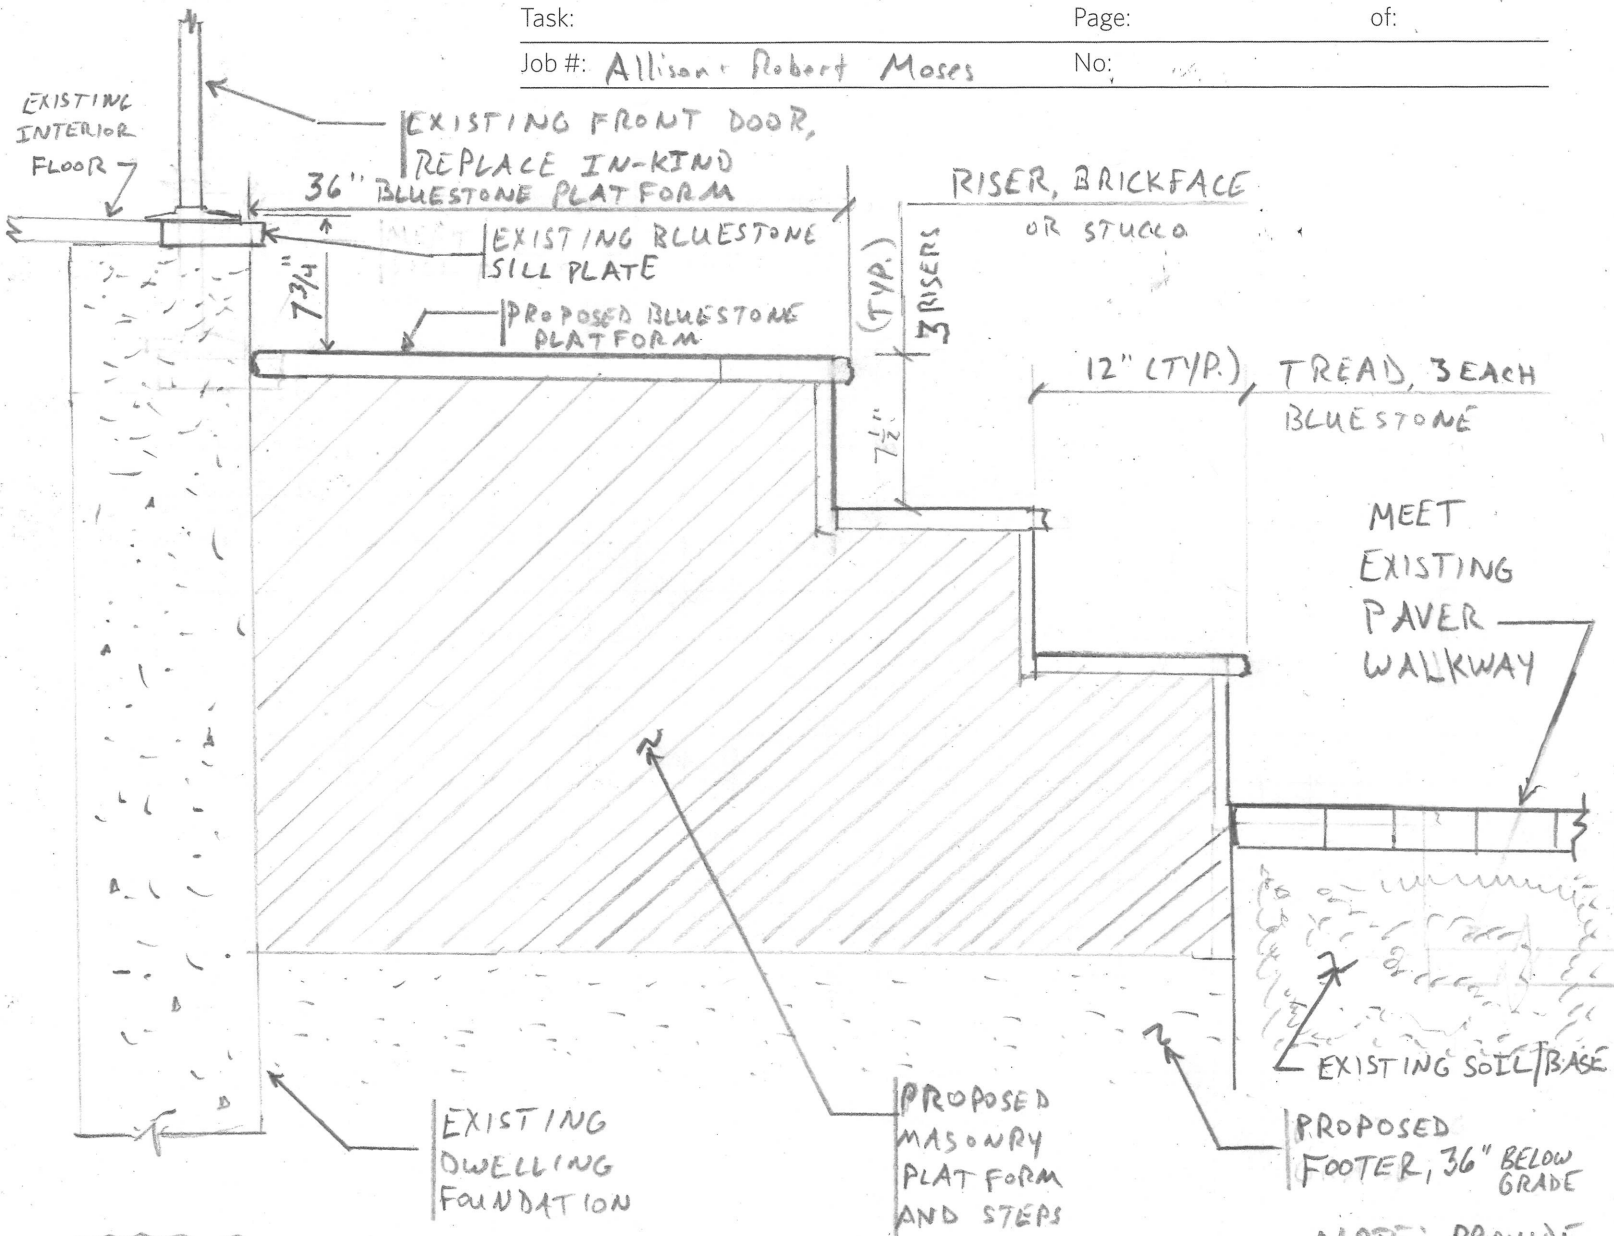 Task:
Page:
of:
Job #: Allison + Robert Moses
No:
EXISTING
INTERIOR
FLOOR
EXISTING FRONT DOOR,
REPLACE IN-KIND
36" BLUESTONE PLATFORM
RISER, BRICKFACE
OR STUCCO
EXISTING BLUESTONE
SILL PLATE
7 3/4"
(TYP.)
3 RISERS
PROPOSED BLUESTONE
PLATFORM
12" (TYP.)
TREAD, 3 EACH
BLUESTONE
7 1/2"
MEET
EXISTING
PAVER
WALKWAY
EXISTING SOIL/BASE
EXISTING
DWELLING
FOUNDATION
PROPOSED
MASONRY
PLATFORM
AND STEPS
PROPOSED
FOOTER, 36" BELOW
GRADE
NOTE: PROVIDE